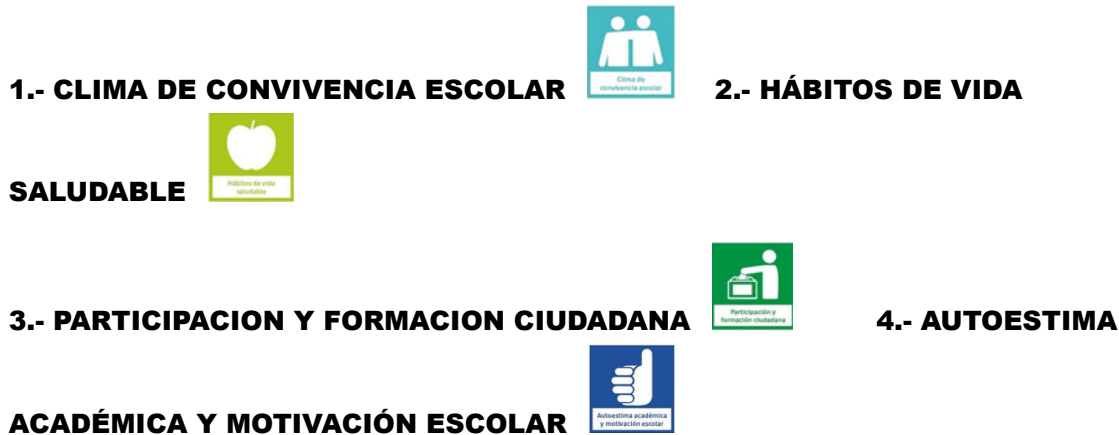 1.- CLIMA DE CONVIVENCIA ESCOLAR
Clima de
convivencia escolar
2.- HÁBITOS DE VIDA
SALUDABLE
Hábitos de vida
saludable
3.- PARTICIPACION Y FORMACION CIUDADANA
Participación y
formación ciudadana
4.- AUTOESTIMA
ACADÉMICA Y MOTIVACIÓN ESCOLAR
Autoestima académica
y motivación escolar